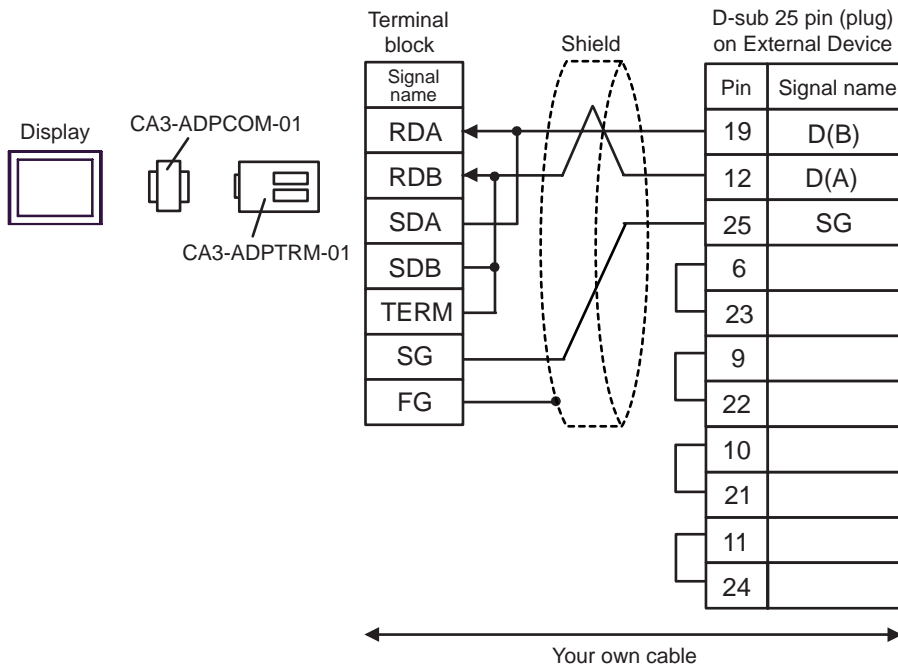 Display
CA3-ADPCOM-01
CA3-ADPTRM-01
Terminal
block
Signal
name
RDA
RDB
SDA
SDB
TERM
SG
FG
Shield
D-sub 25 pin (plug)
on External Device
Pin Signal name
19 D(B)
12 D(A)
25 SG
6
23
9
22
10
21
11
24
Your own cable